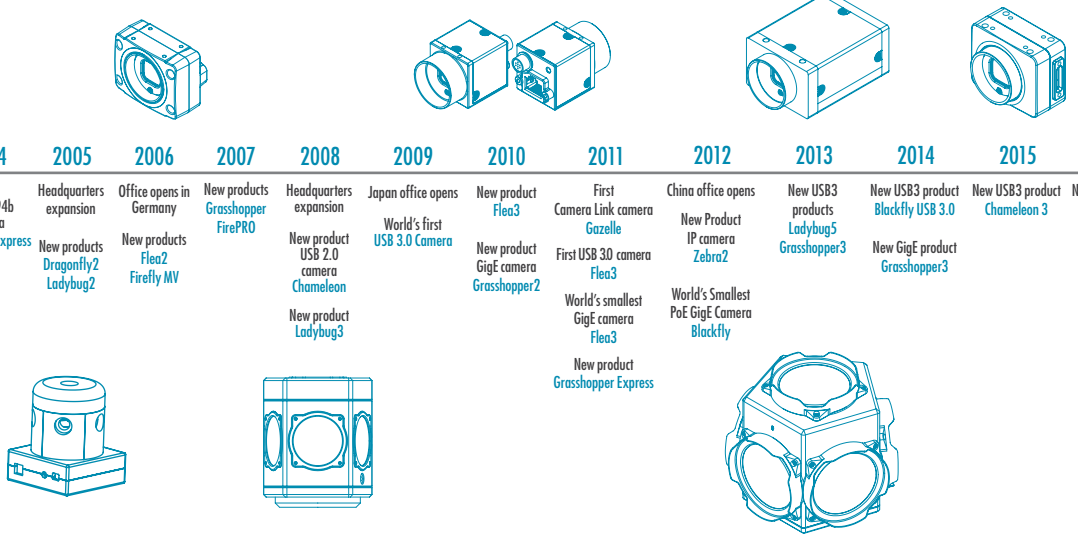 4
2005
2006
2007
2008
2009
2010
2011
2012
2013
2014
2015
94b
a
xpress
Headquarters
expansion
New products
Dragonfly2
Ladybug2
Office opens in
Germany
New products
Flea2
Firefly MV
New products
Grasshopper
FirePRO
Headquarters
expansion
New product
USB 2.0
camera
Chameleon
New product
Ladybug3
Japan office opens
World's first
USB 3.0 Camera
New product
Flea3
New product
GigE camera
Grasshopper2
First
Camera Link camera
Gazelle
First USB 3.0 camera
Flea3
World's smallest
GigE camera
Flea3
New product
Grasshopper Express
China office opens
New Product
IP camera
Zebra2
World's Smallest
PoE GigE Camera
Blackfly
New USB3
products
Ladybug5
Grasshopper3
New USB3 product
Blackfly USB 3.0
New GigE product
Grasshopper3
New USB3 product
Chameleon 3
N